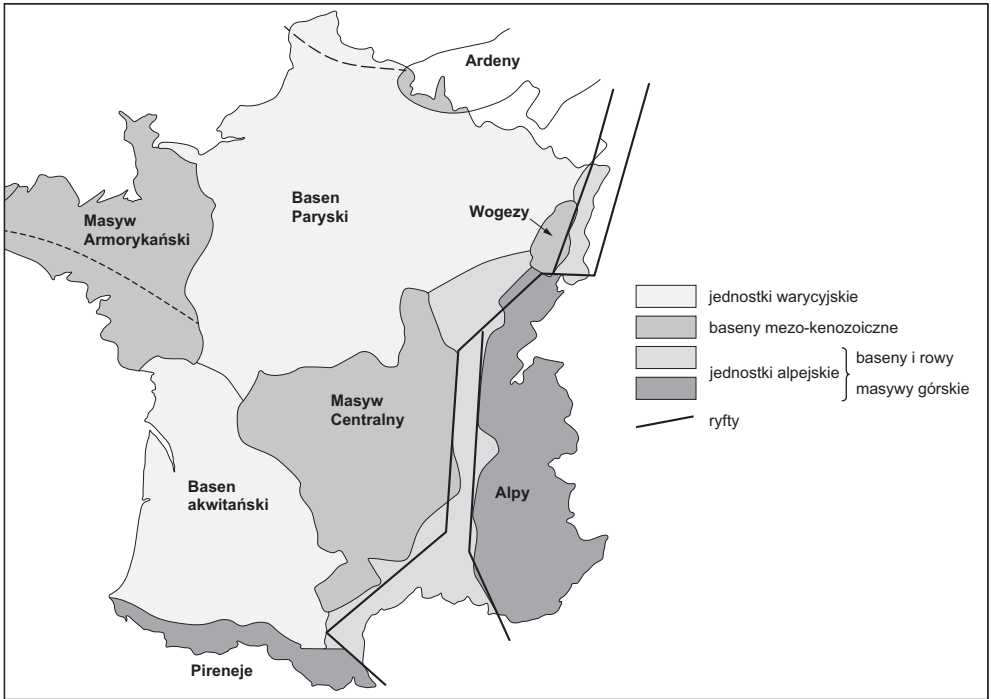 Ardeny
Basen
Paryski
Wogezy
Masyw
Armorykański
jednostki warycyjskie
baseny mezo-kenozoiczne
jednostki alpejskie
baseny i rowy
masywy górskie
ryfty
Masyw
Centralny
Basen
akwitański
Alpy
Pireneje